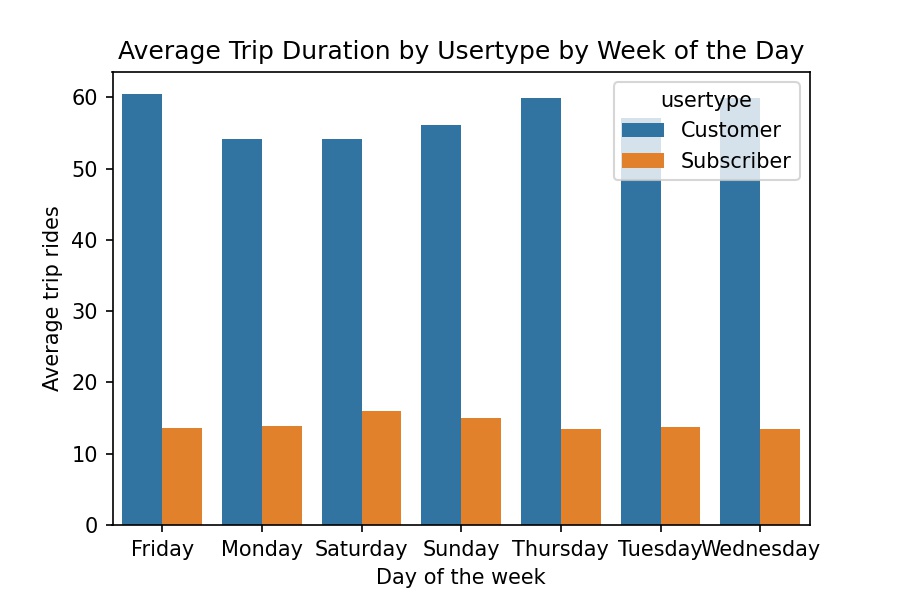 Average Trip Duration by Usertype by Week of the Day
usertype
Customer
Subscriber
Average trip rides
60
50
40
30
20
10
0
Friday Monday Saturday Sunday Thursday Tuesday Wednesday
Day of the week